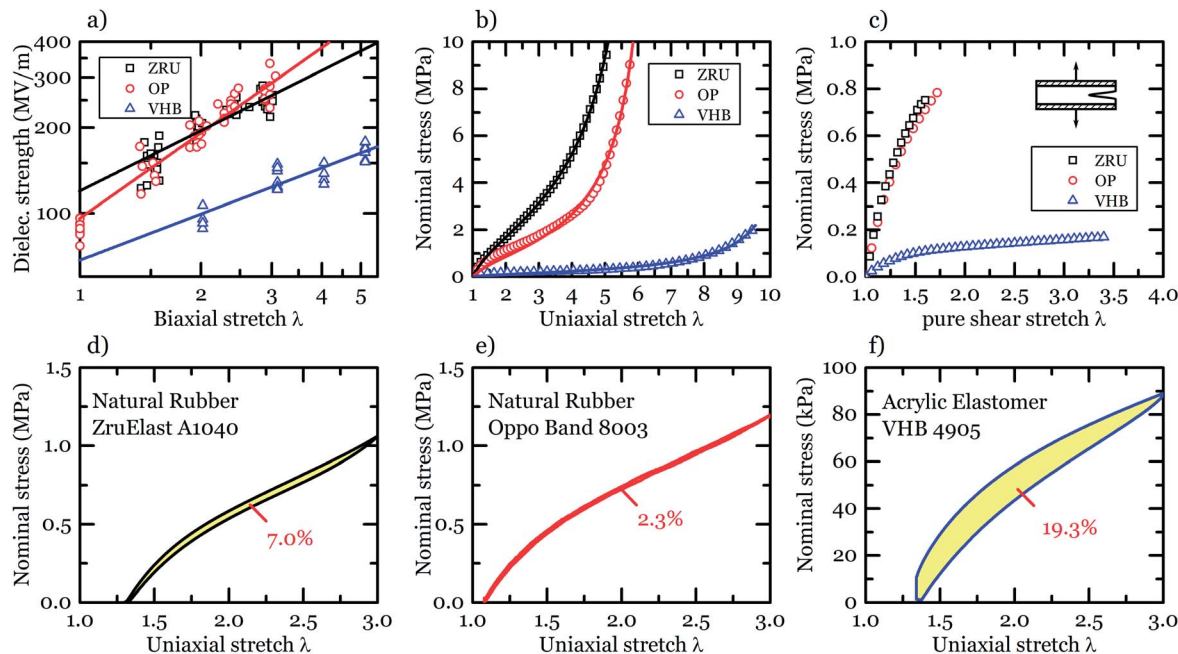 a)
Dielec. strength (MV/m)
400
300
200
100
ZRU
OP
VHB
1
2
3
4
5
Biaxial stretch λ
b)
Nominal stress (MPa)
10
8
6
4
2
0
ZRU
OP
VHB
1
2
3
4
5
6
7
8
9
10
Uniaxial stretch λ
c)
Nominal stress (MPa)
1.0
0.8
0.6
0.4
0.2
0.0
ZRU
OP
VHB
1.0
1.5
2.0
2.5
3.0
3.5
4.0
pure shear stretch λ
d)
Nominal stress (MPa)
1.5
1.0
0.5
0.0
Natural Rubber
ZruElast A1040
7.0%
1.0
1.5
2.0
2.5
3.0
Uniaxial stretch λ
e)
Nominal stress (MPa)
1.5
1.0
0.5
0.0
Natural Rubber
Oppo Band 8003
2.3%
1.0
1.5
2.0
2.5
3.0
Uniaxial stretch λ
f)
Nominal stress (kPa)
100
80
60
40
20
0
Acrylic Elastomer
VHB 4905
19.3%
1.0
1.5
2.0
2.5
3.0
Uniaxial stretch λ